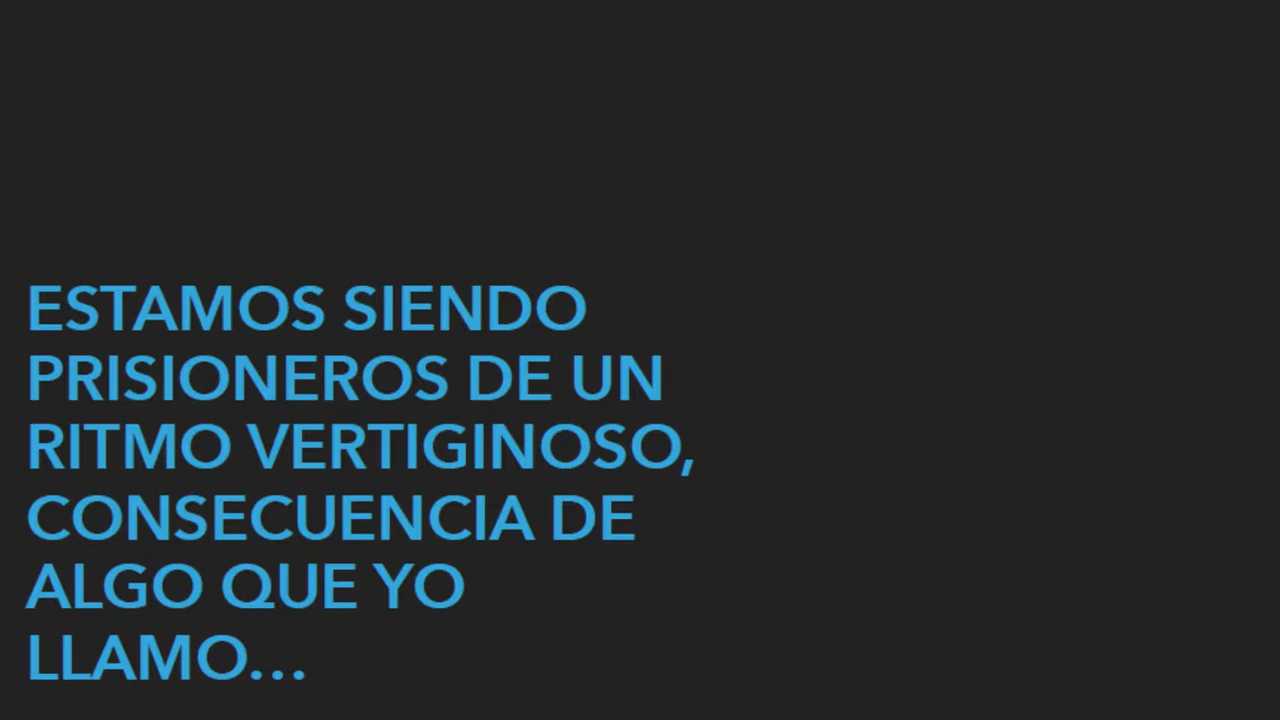 ESTAMOS SIENDO
PRISIONEROS DE UN
RITMO VERTIGINOSO,
CONSECUENCIA DE
ALGO QUE YO
LLAMO...